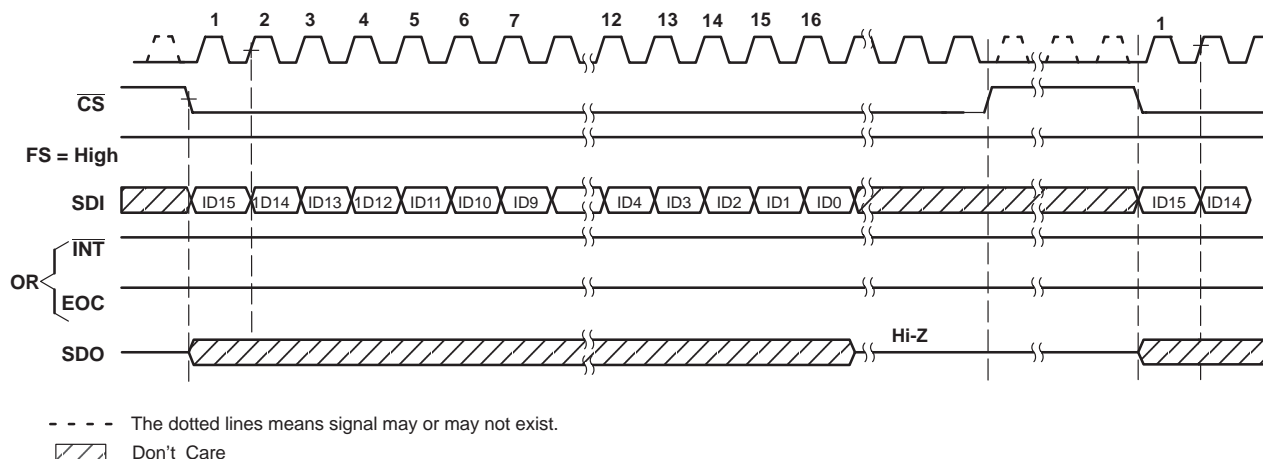 1 2 3 4 5 6 7 12 13 14 15 16 1
CS
FS = High
SDI ID15 1D14 ID13 1D12 ID11 ID10 ID9 ID4 ID3 ID2 ID1 ID0 ID15 ID14
INT
OR
EOC
SDO Hi-Z
The dotted lines means signal may or may not exist.
Don't Care